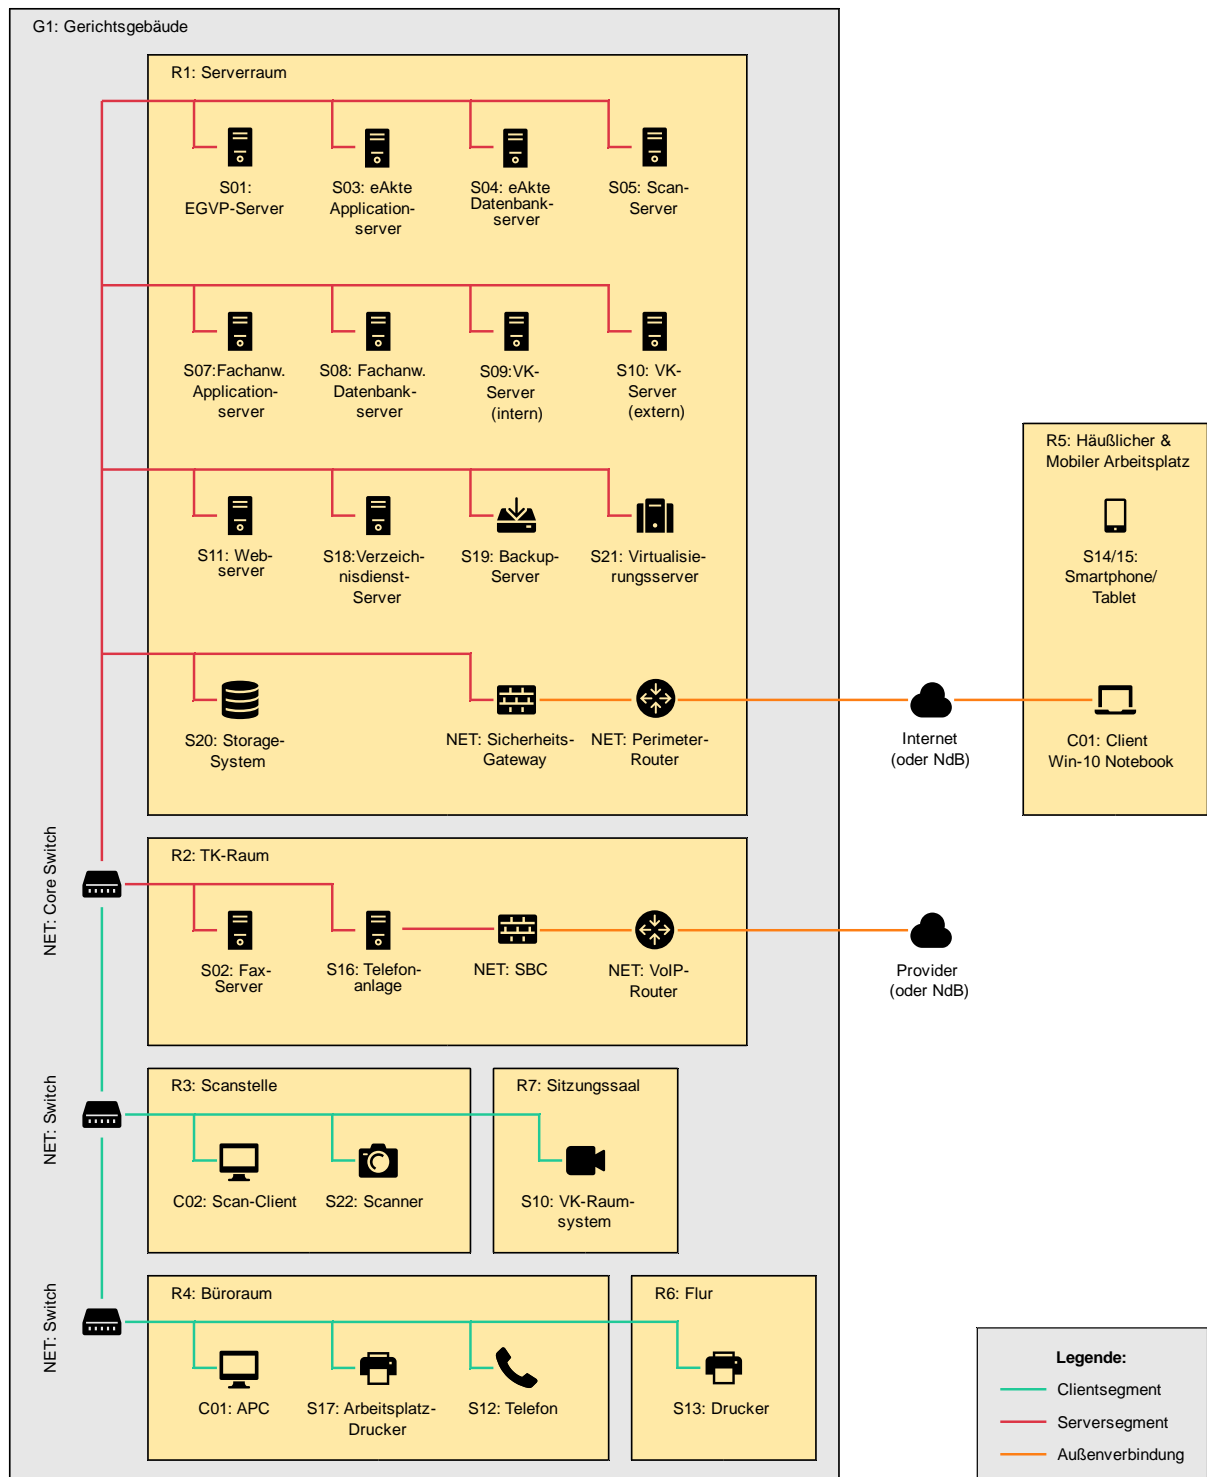 G1: Gerichtsgebäude
R1: Serverraum
S01:
EGVP-Server
S03: eAkte
Application-
server
S04: eAkte
Datenbank-
server
S05: Scan-
Server
S07:Fachanw.
Application-
server
S08: Fachanw.
Datenbank-
server
S09:VK-
Server
(intern)
S10: VK-
Server
(extern)
S11: Web-
server
S18:Verzeich-
nisdienst-
Server
S19: Backup-
Server
S21: Virtualisie-
rungsserver
S20: Storage-
System
NET: Sicherheits-
Gateway
NET: Perimeter-
Router
Internet
(oder NdB)
R5: Häußlicher &
Mobiler Arbeitsplatz
S14/15:
Smartphone/
Tablet
C01: Client
Win-10 Notebook
NET: Core Switch
R2: TK-Raum
S02: Fax-
Server
S16: Telefon-
anlage
NET: SBC
NET: VoIP-
Router
Provider
(oder NdB)
NET: Switch
R3: Scanstelle
C02: Scan-Client
S22: Scanner
R7: Sitzungssaal
S10: VK-Raum-
system
NET: Switch
R4: Büroraum
C01: APC
S17: Arbeitsplatz-
Drucker
S12: Telefon
R6: Flur
S13: Drucker
Legende:
Clientsegment
Serversegment
Außenverbindung